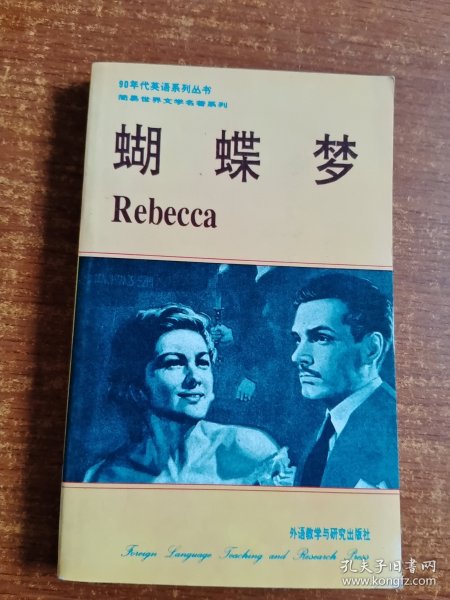 90年代英语系列丛书
简易世界文学名著系列
蝴蝶梦
Rebecca
外语教学与研究出版社
Foreign Language Teaching and Research Press
孔夫子旧书网
www.kongfz.com